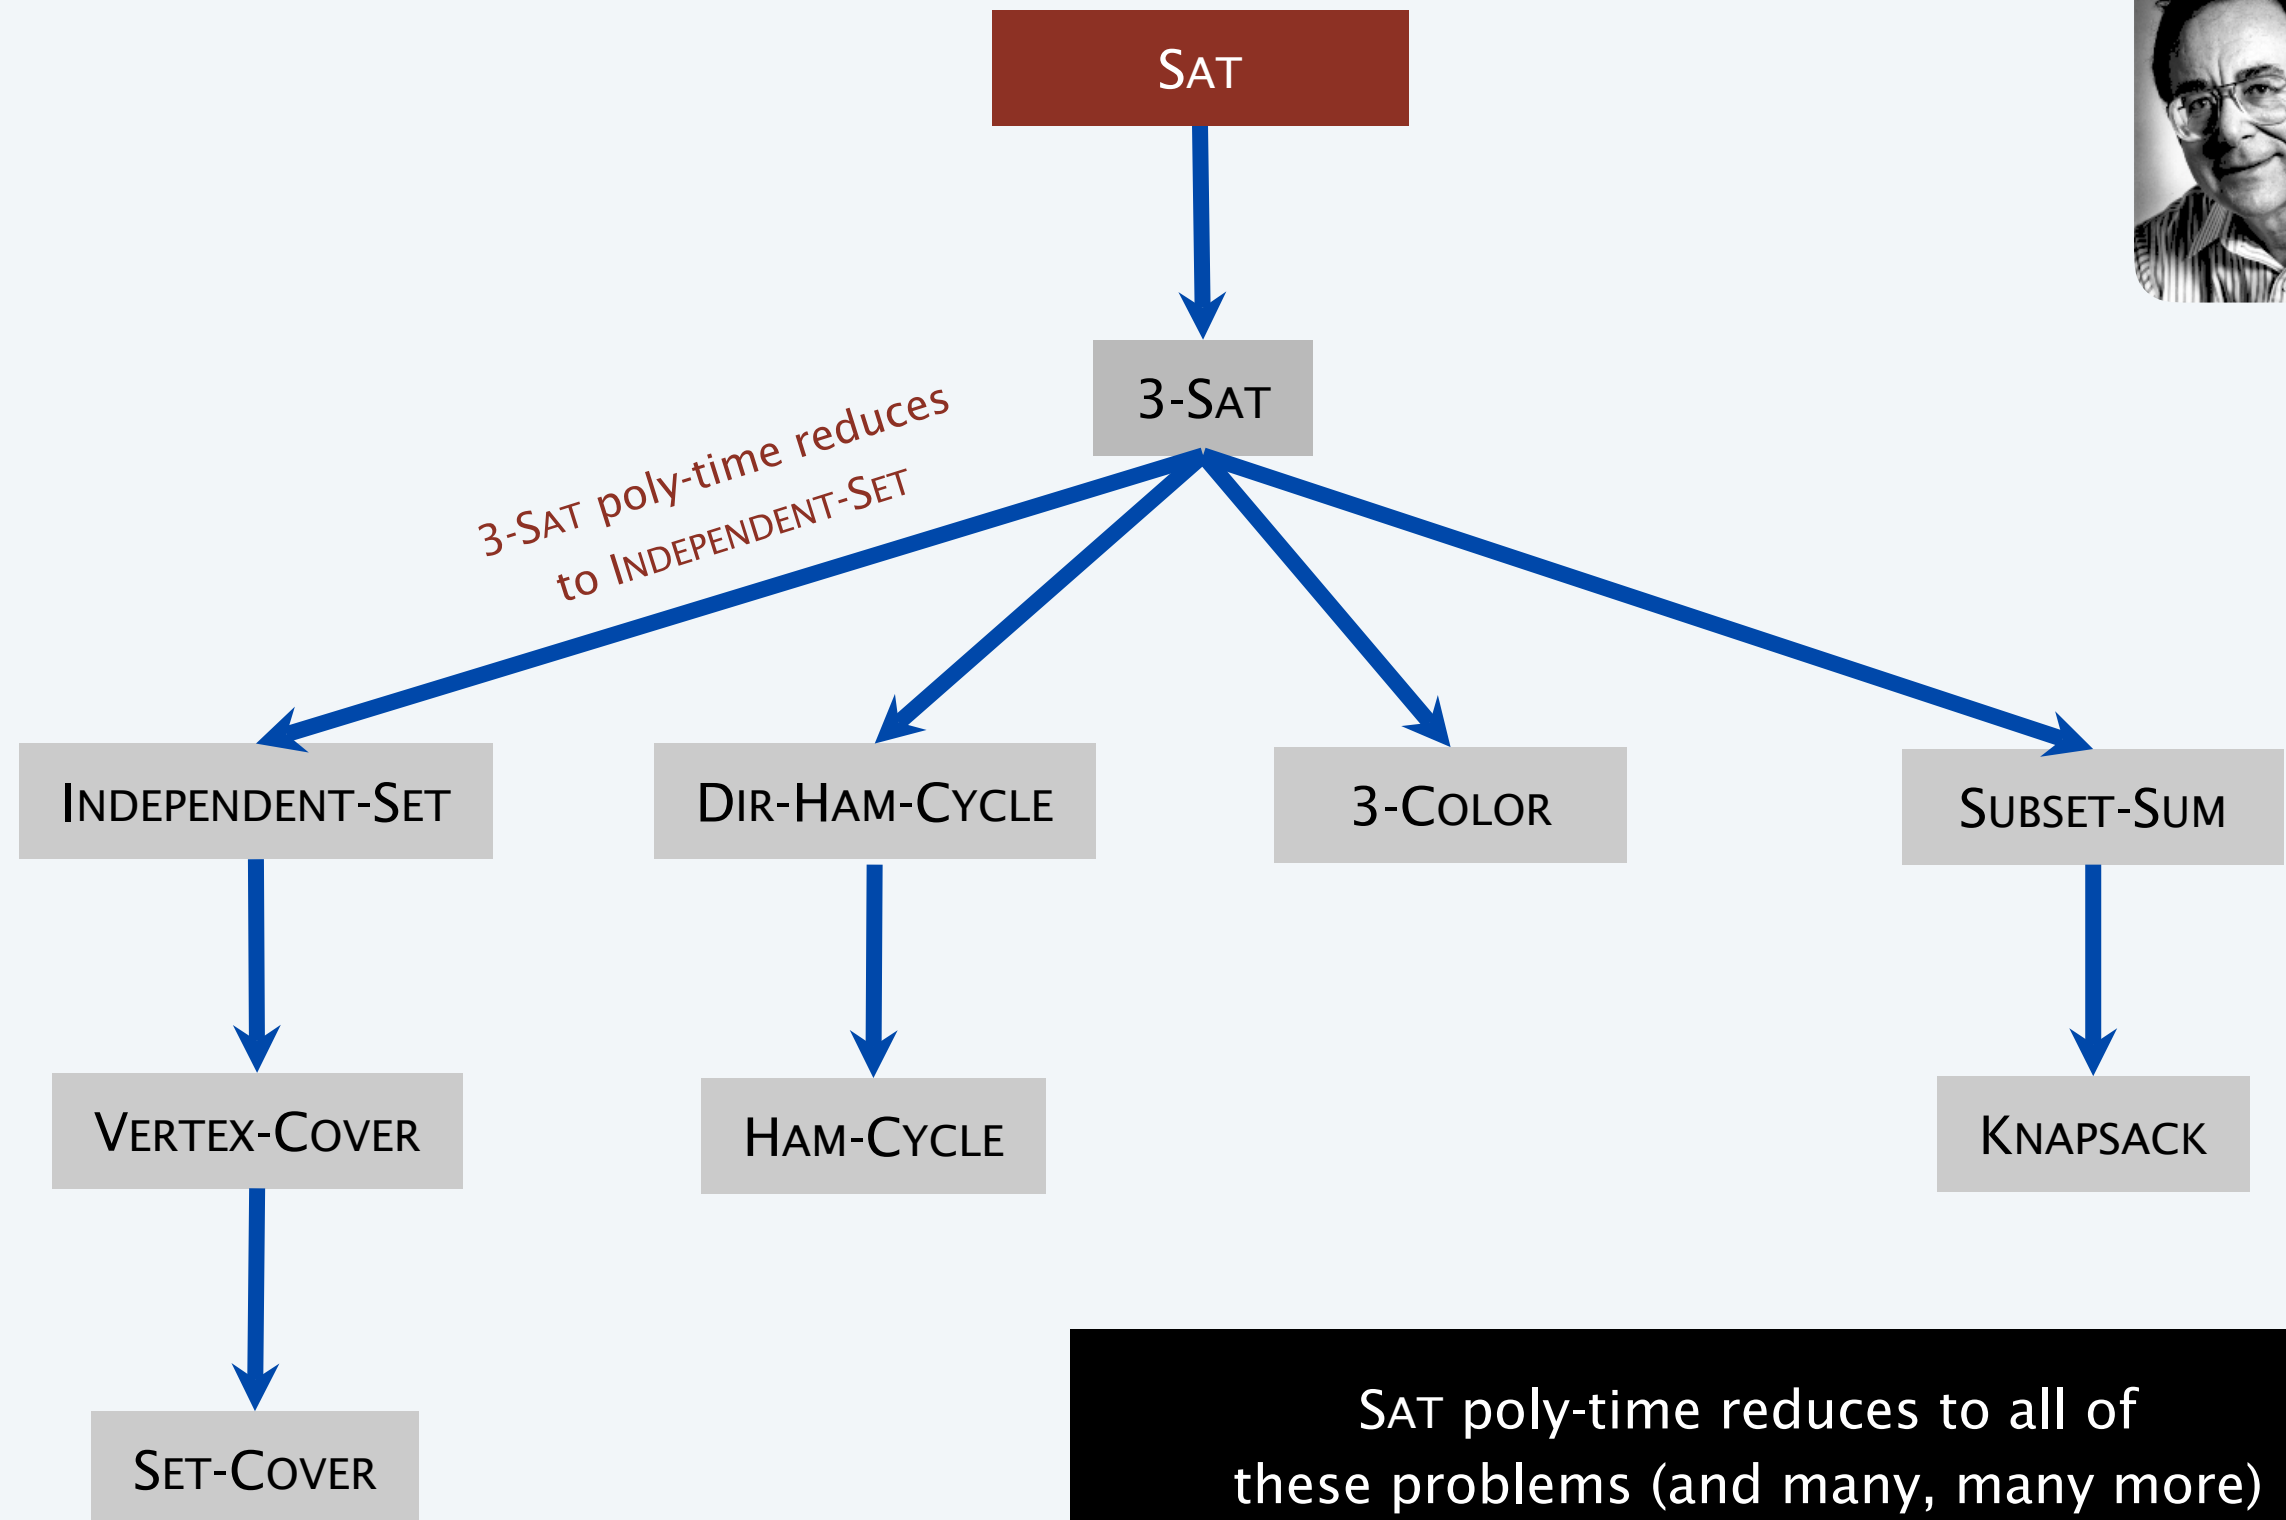 SAT
3-SAT
3-SAT poly-time reduces
to INDEPENDENT-SET
INDEPENDENT-SET
DIR-HAM-CYCLE
3-COLOR
SUBSET-SUM
VERTEX-COVER
HAM-CYCLE
KNAPSACK
SET-COVER
SAT poly-time reduces to all of
these problems (and many, many more)